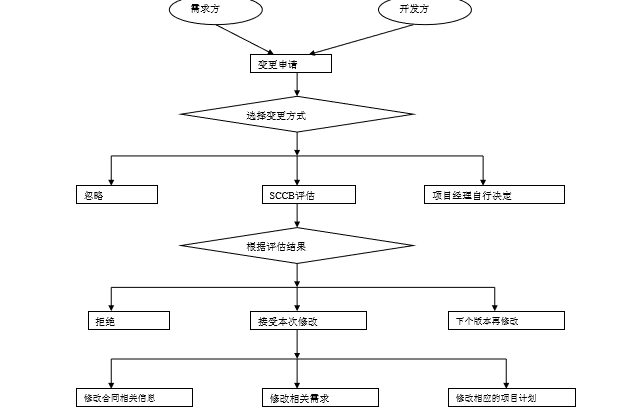 需求方
开发方
变更申请
选择变更方式
忽略
SCCB评估
项目经理自行决定
根据评估结果
拒绝
接受本次修改
下个版本再修改
修改合同相关信息
修改相关需求
修改相应的项目计划